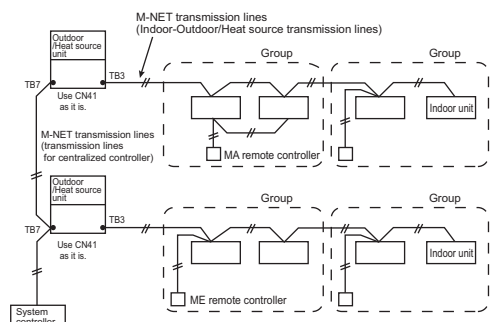 M-NET transmission lines
(Indoor-Outdoor/Heat source transmission lines)
Outdoor
/Heat source
unit
Group
Group
TB7
TB3
Use CN41
as it is.
Indoor unit
M-NET transmission lines
(transmission lines
for centralized controller)
MA remote controller
Outdoor
/Heat source
unit
Group
Group
TB3
TB7
Use CN41
as it is.
Indoor unit
ME remote controller
System
controller